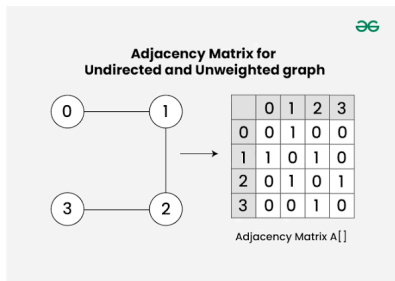 Adjacency Matrix for
Undirected and Unweighted graph
0 1
3 2
0 1 2 3
0 0 1 0 0
1 1 0 1 0
2 0 1 0 1
3 0 0 1 0
Adjacency Matrix A[]